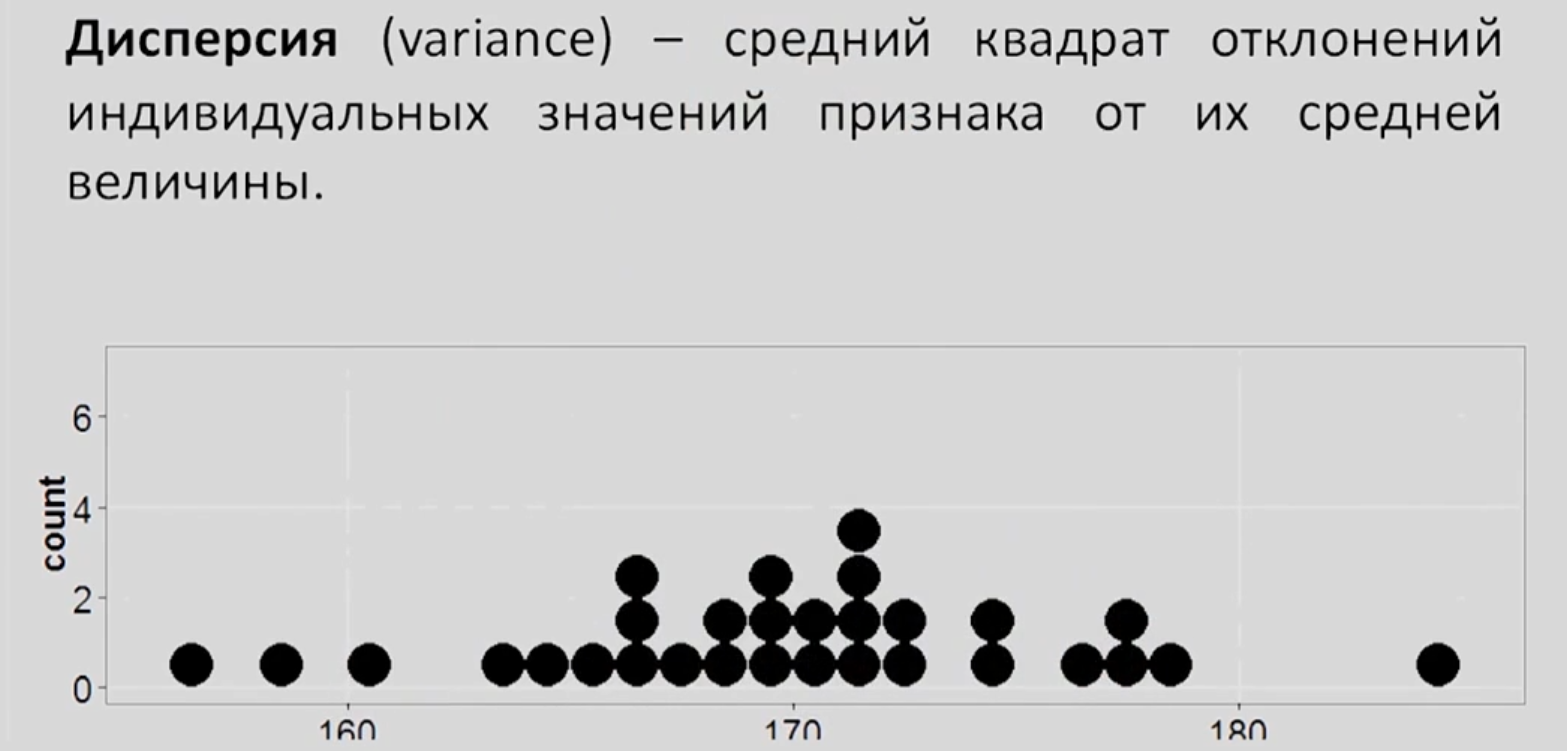 Дисперсия (variance) – средний квадрат отклонений
индивидуальных значений признака от их средней
величины.
6
4
2
0
count
160
170
180